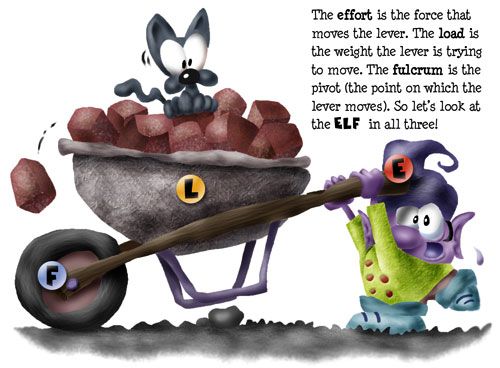 The effort is the force that
moves the lever. The load is
the weight the lever is trying
to move. The fulcrum is the
pivot (the point on which the
lever moves). So let's look at
the ELF in all three!
E
L
F